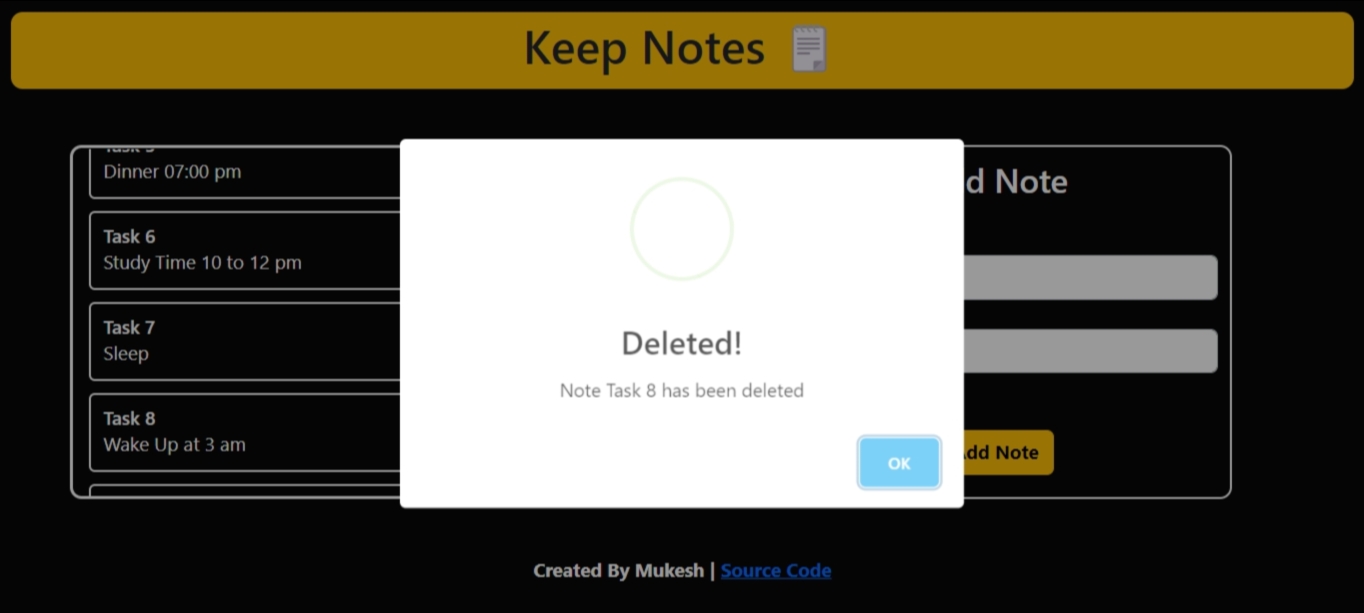 Keep Notes
Dinner 07:00 pm
Task 6
Study Time 10 to 12 pm
Task 7
Sleep
Task 8
Wake Up at 3 am
d Note
dd Note
Deleted!
Note Task 8 has been deleted
OK
Created By Mukesh | Source Code